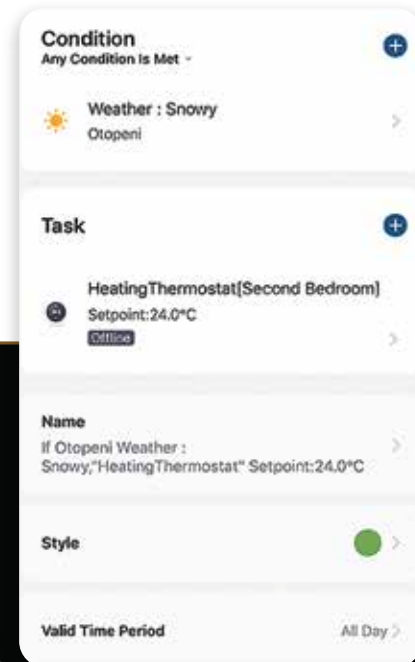 Condition
Any Condition Is Met
Weather : Snowy
Otopeni
Task
HeatingThermostat[Second Bedroom]
Setpoint:24.0°C
Offline
Name
If Otopeni Weather :
Snowy,"HeatingThermostat" Setpoint:24.0°C
Style
Valid Time Period
All Day